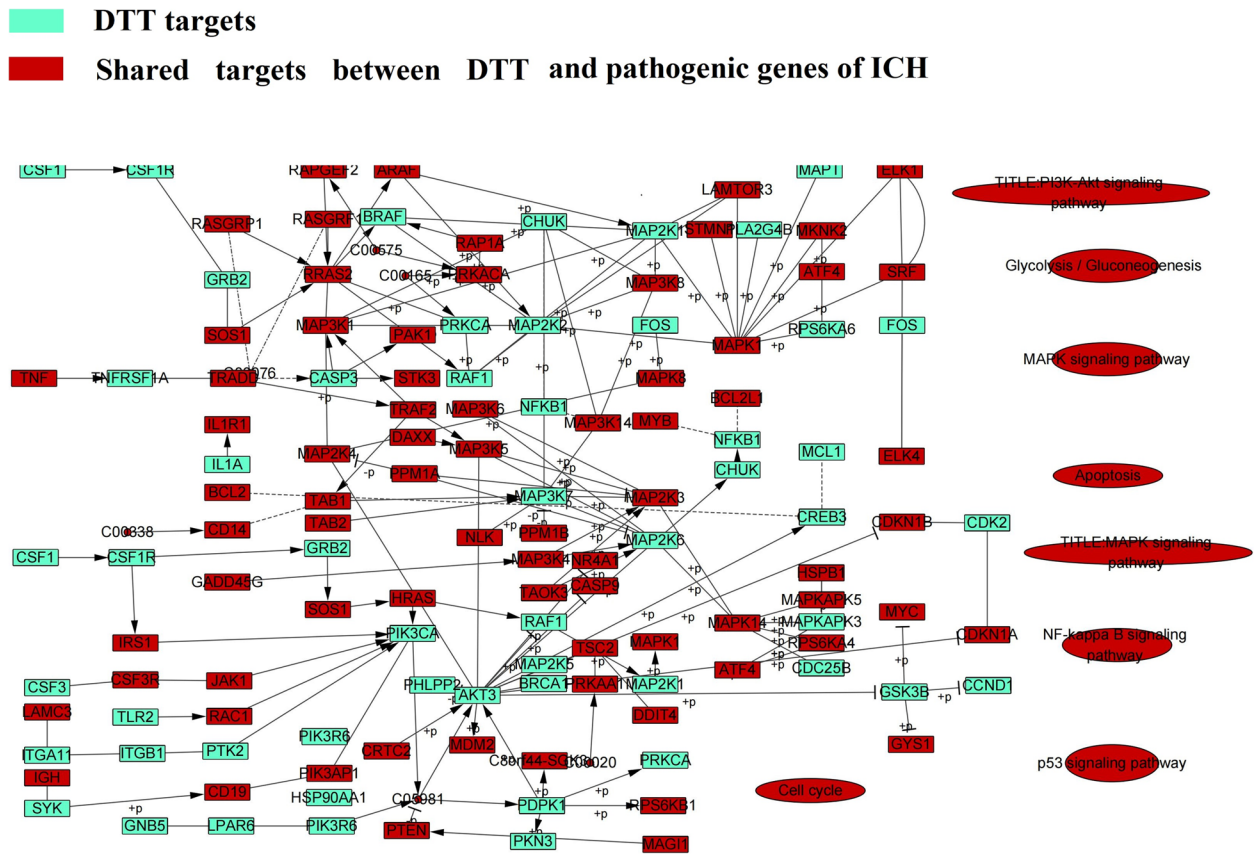 DTT targets
Shared targets between DTT and pathogenic genes of ICH
CSF1
CSF1R
RAPGEF2
ARAF
MAPT
ELK1
TITLE:PI3K-Akt signaling
pathway
LAMTOR3
RASGRP1
RASGRF1
BRAF
CHUK
MAP2K1
STMN1
PLA2G4B
MKNK2
RAP1A
C00575
C00165
PRKACA
RRAS2
GRB2
MAP3K8
ATF4
SRF
Glycolysis / Gluconeogenesis
SOS1
MAP3K1
PAK1
PRKCA
MAP2K2
FOS
RPS6KA6
FOS
MAPK1
MAPK signaling pathway
TNF
TNFRSF1A
TRADD
CASP3
STK3
RAF1
MAPK8
BCL2L1
TRAF2
MAP3K6
NFKB1
IL1R1
MAP3K14
MYB
DAXX
NFKB1
MAP2K4
MAP3K5
MCL1
ELK4
IL1A
PPM1A
CHUK
Apoptosis
BCL2
TAB1
MAP3K7
MAP2K3
CD14
TAB2
CREB3
CDKN1B
CDK2
C00338
NLK
PPM1B
MAP2K6
TITLE:MAPK signaling
pathway
CSF1
CSF1R
GRB2
MAP3K4
NR4A1
GADD45G
CASP9
HSPB1
TAOK3
SOS1
HRAS
MAPKAPK5
MYC
RAF1
MAPK14
MAPKAPK3
IRS1
PIK3CA
TSC2
MAPK1
RPS6KA4
CDKN1A
NF-kappa B signaling
pathway
MAP2K5
ATF4
CDC25B
CSF3
CSF3R
JAK1
PHLPP2
AKT3
BRCA1
PRKAA1
MAP2K1
GSK3B
CCND1
LAMC3
TLR2
RAC1
DDIT4
ITGA11
ITGB1
PTK2
PIK3R6
CRTC2
MDM2
GYS1
IGH
PIK3AP1
C8orf44-SGK3
C00020
PRKCA
p53 signaling pathway
SYK
CD19
HSP90AA1
C05981
PDPK1
RPS6KB1
Cell cycle
+p
GNB5
LPAR6
PIK3R6
PTEN
PKN3
MAGI1